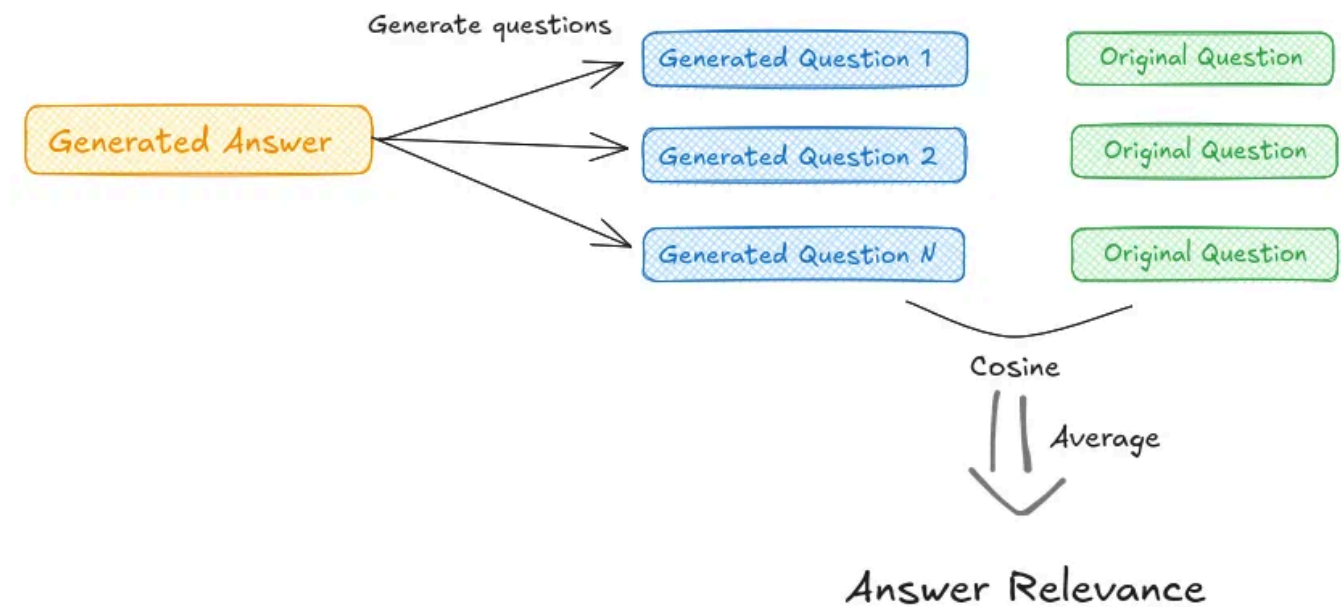 Generate questions
Generated Question 1
Original Question
Generated Answer
Generated Question 2
Original Question
Generated Question N
Original Question
Cosine
Average
Answer Relevance